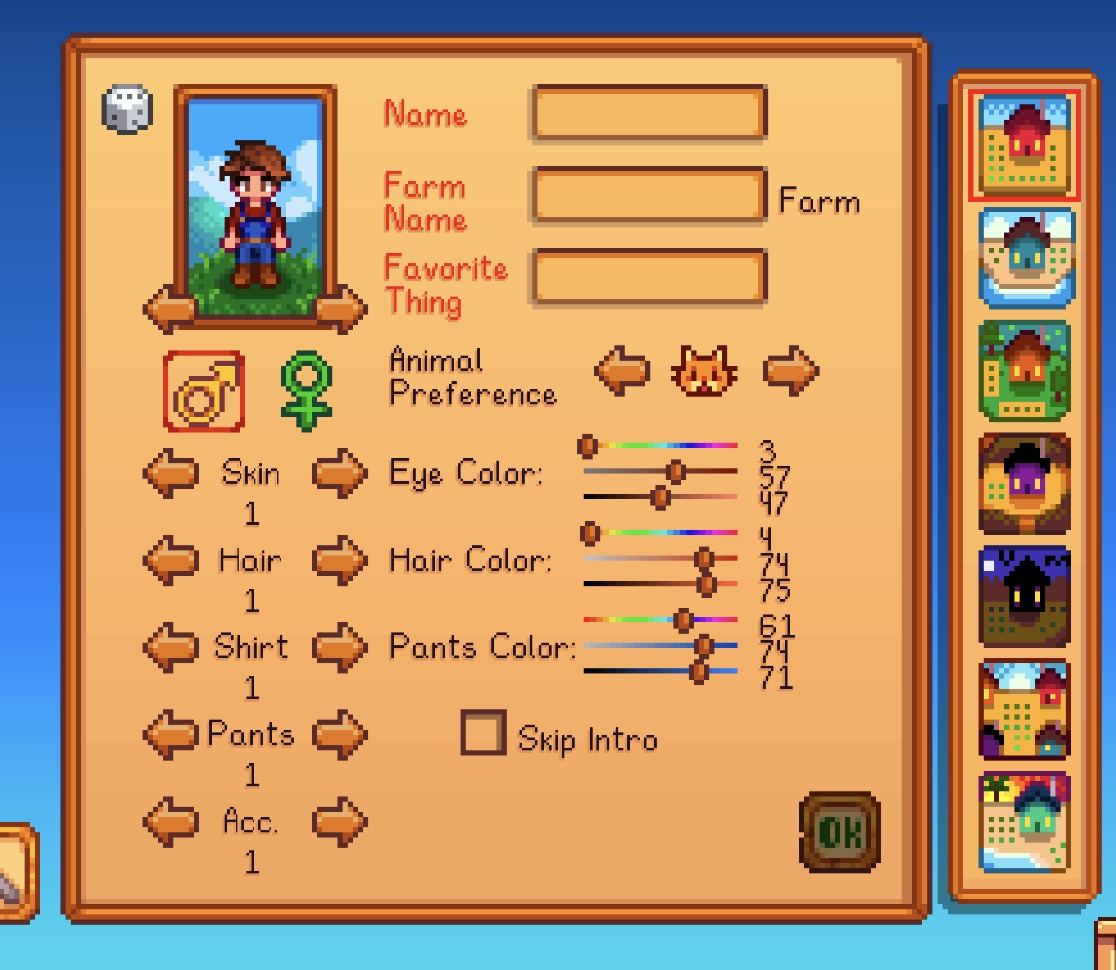 Name
Farm
Name
Farm
Favorite
Thing
Animal
Preference
Skin
1
Eye Color:
3
57
47
Hair
1
Hair Color:
4
74
75
Shirt
1
Pants Color:
61
74
71
Pants
1
Skip Intro
Acc.
1
OK